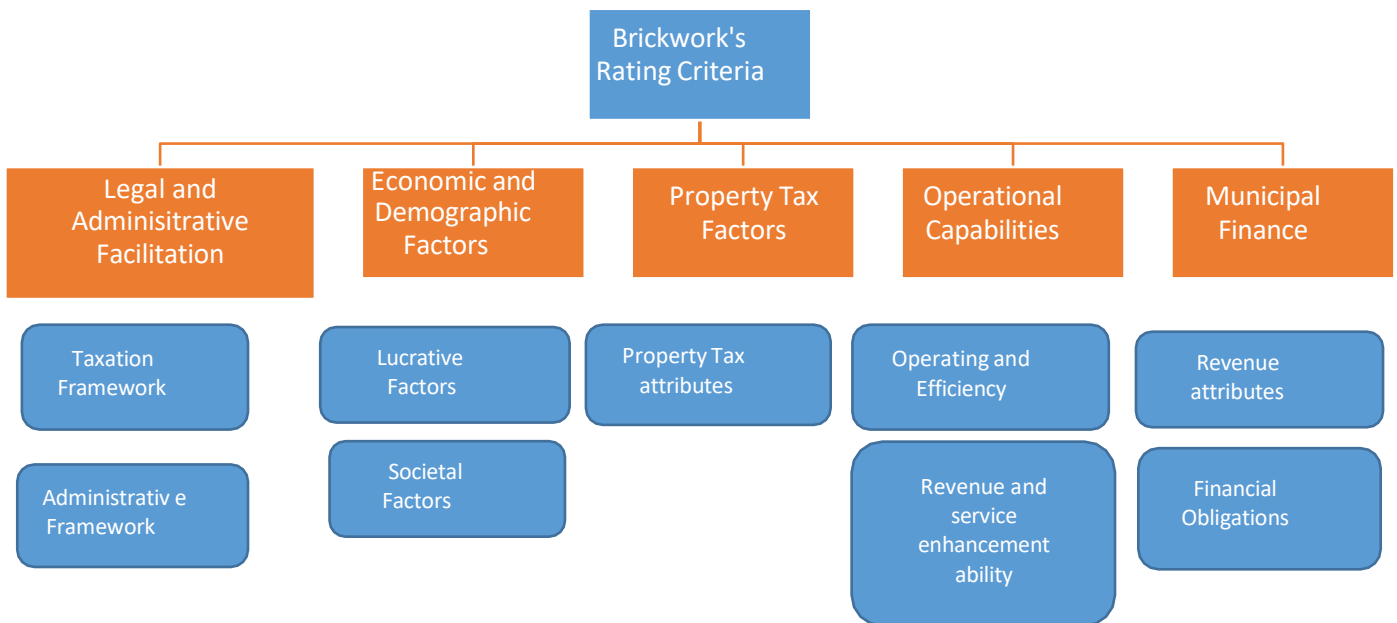 Brickwork's
Rating Criteria
Legal and
Adminisitrative
Facilitation
Economic and
Demographic
Factors
Property Tax
Factors
Operational
Capabilities
Municipal
Finance
Taxation
Framework
Lucrative
Factors
Property Tax
attributes
Operating and
Efficiency
Revenue
attributes
Administrativ e
Framework
Societal
Factors
Revenue and
service
enhancement
ability
Financial
Obligations